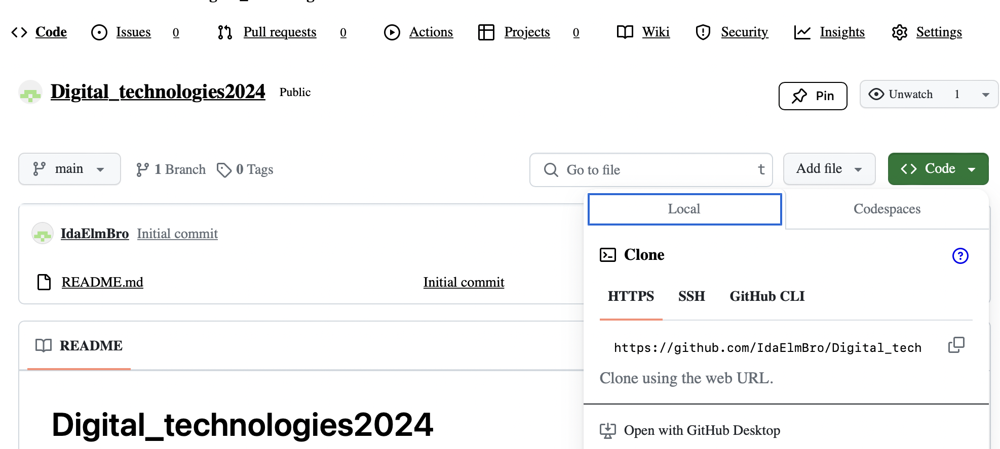 Code Issues 0 Pull requests 0 Actions Projects 0 Wiki Security Insights Settings
Digital_technologies2024 Public Pin Unwatch 1
main 1 Branch 0 Tags Go to file t Add file Code
Local Codespaces
IdaElmBro Initial commit
Clone
README.md Initial commit
HTTPS SSH GitHub CLI
README
https://github.com/IdaElmBro/Digital_tech
Clone using the web URL.
Digital_technologies2024
Open with GitHub Desktop